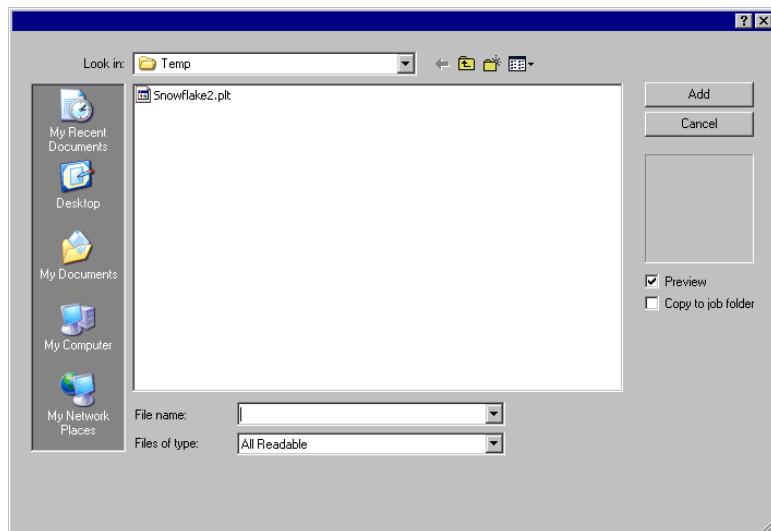 Look in:
Temp
Snowflake2.plt
My Recent
Documents
Desktop
My Documents
My Computer
My Network
Places
Add
Cancel
Preview
Copy to job folder
File name:
Files of type:
All Readable